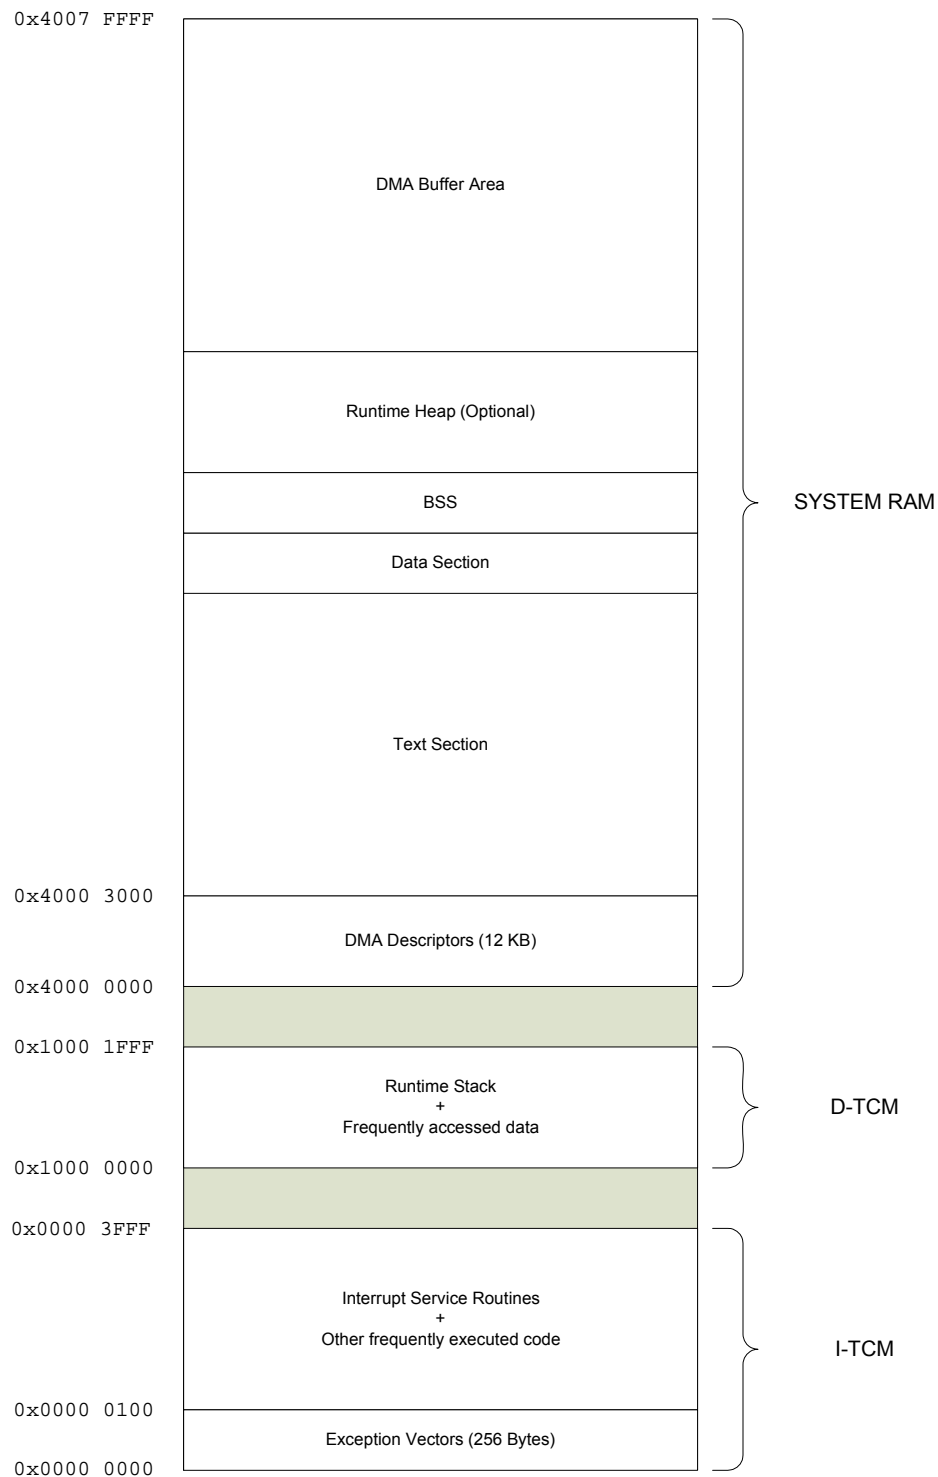 0x4007 FFFF
DMA Buffer Area
Runtime Heap (Optional)
BSS
SYSTEM RAM
Data Section
Text Section
0x4000 3000
DMA Descriptors (12 KB)
0x4000 0000
0x1000 1FFF
Runtime Stack
+
Frequently accessed data
D-TCM
0x1000 0000
0x0000 3FFF
Interrupt Service Routines
+
Other frequently executed code
I-TCM
0x0000 0100
Exception Vectors (256 Bytes)
0x0000 0000